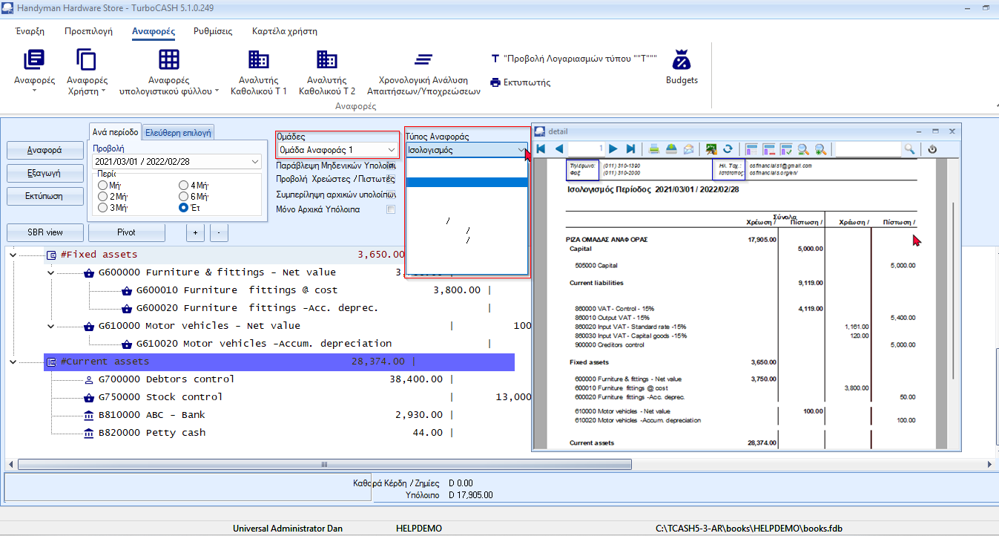 Handyman Hardware Store - TurboCASH 5.1.0.249
Έναρξη Προεπιλογή Αναφορές Ρυθμίσεις Καρτέλα χρήστη
Αναφορές
Αναφορές Χρήστη
Αναφορές υπολογιστικού φύλλου
Αναλυτής Καθολικού Τ 1
Αναλυτής Καθολικού Τ 2
Χρονολογική Ανάλυση Απαιτήσεων/Υποχρεώσεων
T "Προβολή Λογαριασμών τύπου ""Τ"""
Εκτυπωτής
Budgets
Αναφορές
Αναφορά
Εξαγωγή
Εκτύπωση
SBR view
Pivot
+
-
Ανά περίοδο Ελεύθερη επιλογή
Προβολή
2021/03/01 / 2022/02/28
Περίο
Μή 4 Μή
2 Μή 6 Μή
3 Μή Έτ
Ομάδες
Ομάδα Αναφοράς 1
Παράβλεψη Μηδενικών Υπολοί
Προβολή Χρεώστες / Πιστωτές
Συμπερίληψη αρχικών υπολοίπων
Μόνο Αρχικά Υπόλοιπα
Τύπος Αναφοράς
Ισολογισμός
/
/
/
#Fixed assets 3,650.00
G600000 Furniture & fittings - Net value
G600010 Furniture fittings @ cost 3,800.00 |
G600020 Furniture fittings -Acc. deprec. |
G610000 Motor vehicles - Net value | 100
G610020 Motor vehicles -Accum. depreciation |
#Current assets 28,374.00 |
G700000 Debtors control 38,400.00 |
G750000 Stock control | 13,000
B810000 ABC - Bank 2,930.00 |
B820000 Petty cash 44.00 |
detail
1
Τηλέφωνο: (011) 310-1390 Ηλ. Ταχ.: osfinancials1@gmail.com
Φαξ (011) 310-2000 Ιστότοπος: osfinancials.org/en/
Ισολογισμός Περίοδος 2021/03/01 / 2022/02/28
Σύνολα
Χρέωση / Πίστωση / Χρέωση / Πίστωση /
ΡΙΖΑ ΟΜΑΔΑΣ ΑΝΑΦ ΟΡΑΣ 17,905.00
Capital 5,000.00
505000 Capital 5,000.00
Current liabilities 9,119.00
860000 VAT - Control - 15% 4,119.00
860010 Output VAT - 15% 5,400.00
860020 Input VAT - Standard rate -15% 1,161.00
860030 Input VAT - Capital goods -15% 120.00
900000 Creditors control 5,000.00
Fixed assets 3,650.00
600000 Furniture & fittings - Net value 3,750.00
600010 Furniture fittings @ cost 3,800.00
600020 Furniture fittings -Acc. deprec. 50.00
610000 Motor vehicles - Net value 100.00
610020 Motor vehicles -Accum. depreciation 100.00
Current assets 28,374.00
Καθαρά Κέρδη / Ζημίες D 0.00
Υπόλοιπο D 17,905.00
Universal Administrator Dan HELPDEMO C:\TCASH5-3-AR\books\HELPDEMO\books.fdb